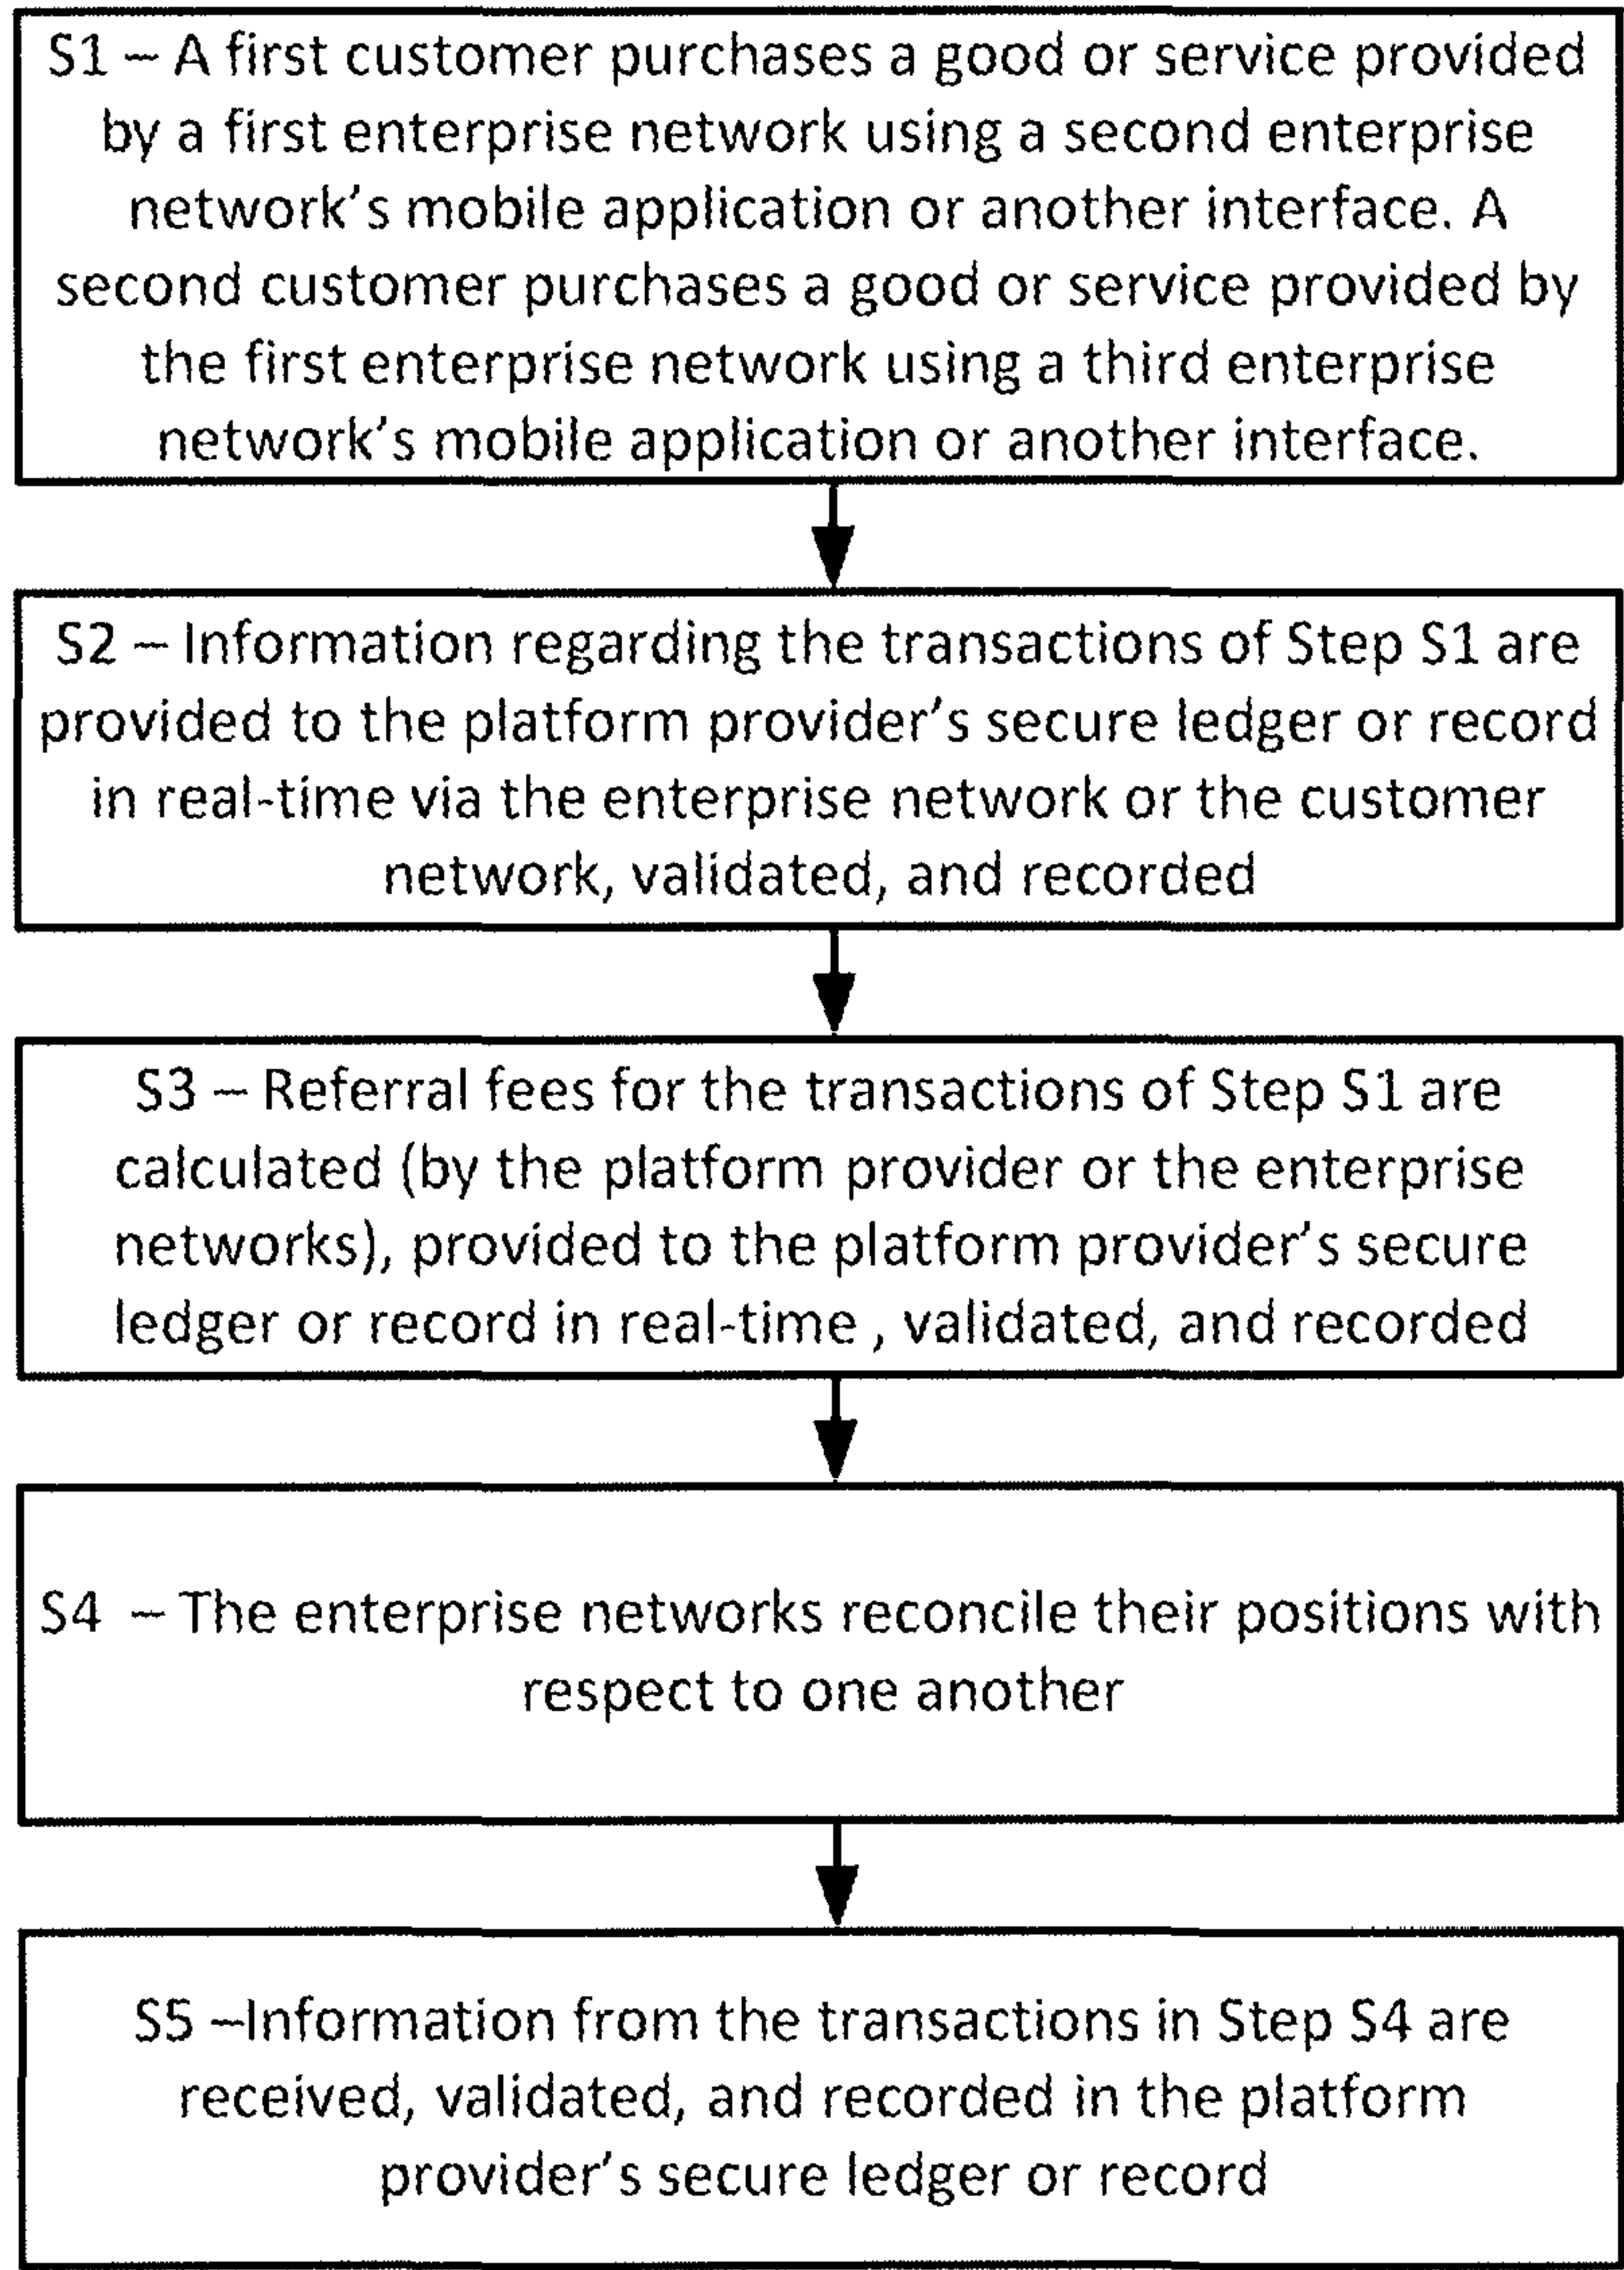 S1 – A first customer purchases a good or service provided
by a first enterprise network using a second enterprise
network's mobile application or another interface. A
second customer purchases a good or service provided by
the first enterprise network using a third enterprise
network's mobile application or another interface.
S2 – Information regarding the transactions of Step S1 are
provided to the platform provider's secure ledger or record
in real-time via the enterprise network or the customer
network, validated, and recorded
S3 – Referral fees for the transactions of Step S1 are
calculated (by the platform provider or the enterprise
networks), provided to the platform provider's secure
ledger or record in real-time , validated, and recorded
S4 – The enterprise networks reconcile their positions with
respect to one another
S5 –Information from the transactions in Step S4 are
received, validated, and recorded in the platform
provider's secure ledger or record